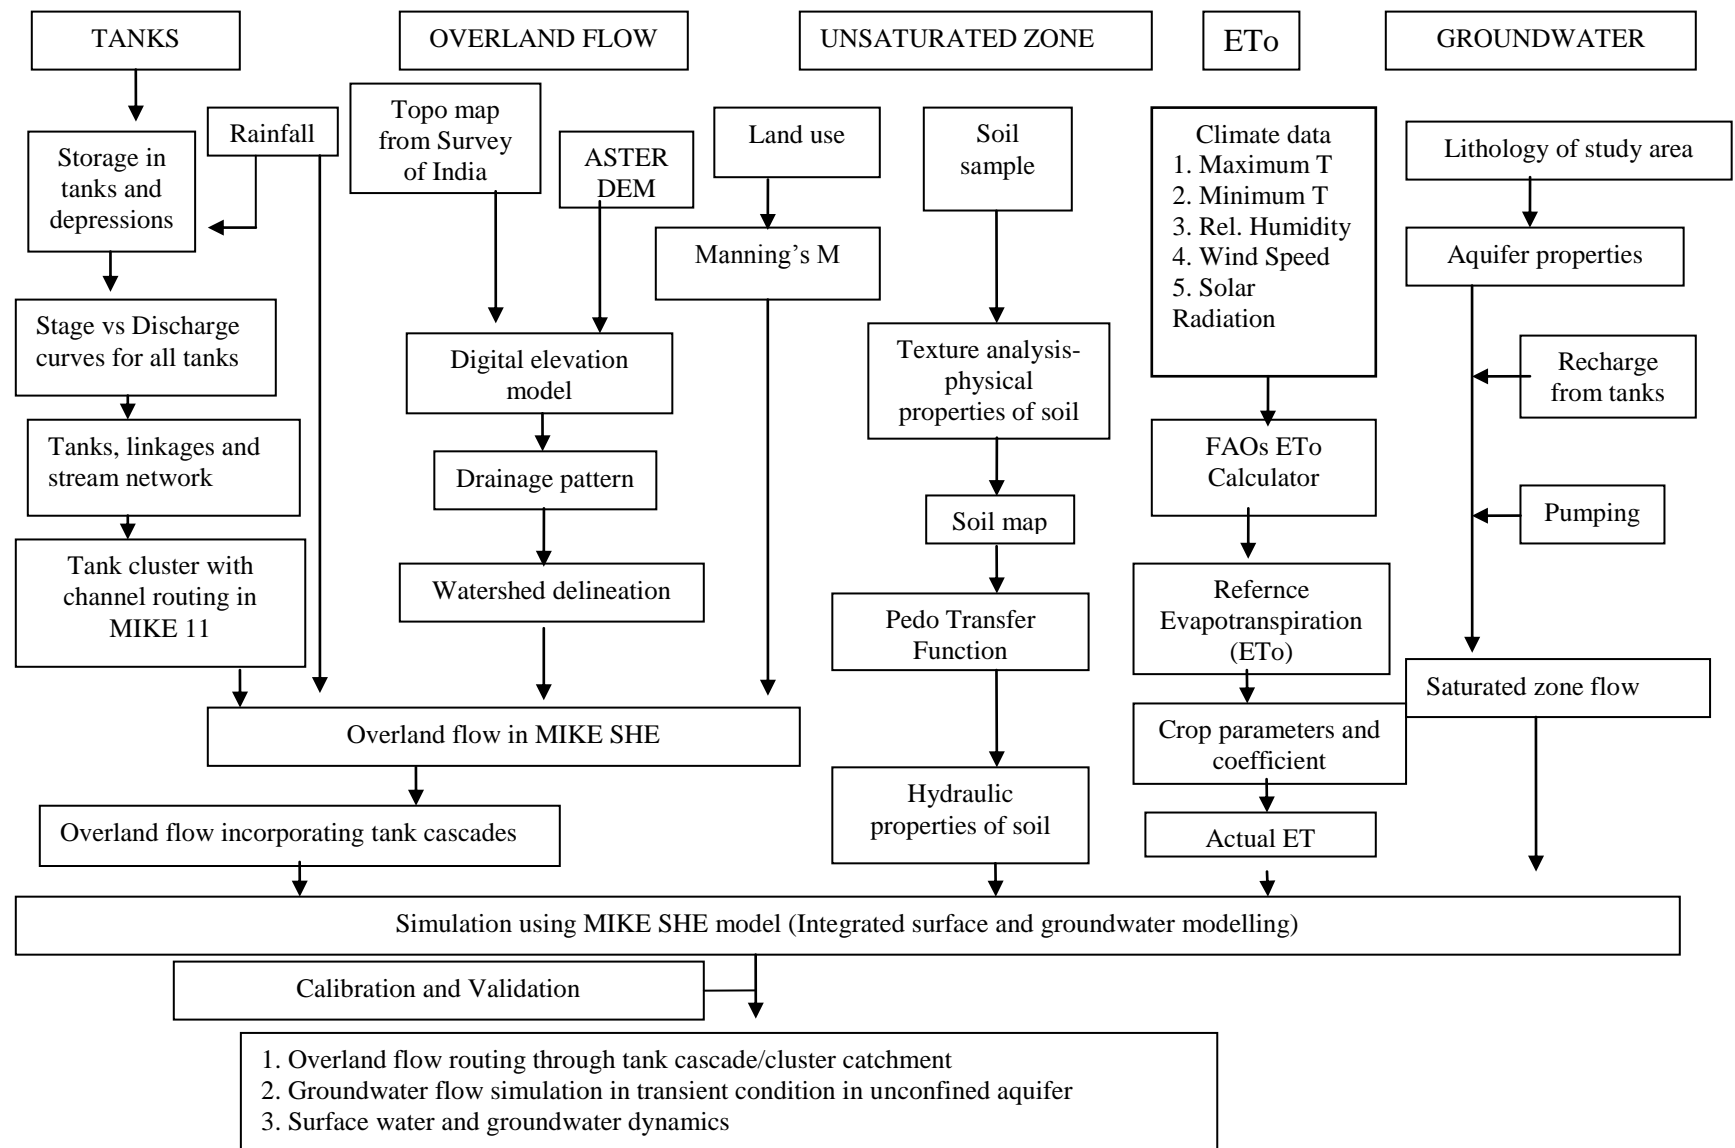 TANKS
OVERLAND FLOW
UNSATURATED ZONE
ETo
GROUNDWATER
Storage in
tanks and
depressions
Rainfall
Stage vs Discharge
curves for all tanks
Tanks, linkages and
stream network
Tank cluster with
channel routing in
MIKE 11
Topo map
from Survey
of India
ASTER
DEM
Land use
Manning’s M
Digital elevation
model
Drainage pattern
Watershed delineation
Overland flow in MIKE SHE
Overland flow incorporating tank cascades
Soil
sample
Texture analysis-
physical
properties of soil
Soil map
Pedo Transfer
Function
Hydraulic
properties of soil
Climate data
1. Maximum T
2. Minimum T
3. Rel. Humidity
4. Wind Speed
5. Solar
Radiation
FAOs ETo
Calculator
Refernce
Evapotranspiration
(ETo)
Crop parameters and
coefficient
Actual ET
Lithology of study area
Aquifer properties
Recharge
from tanks
Pumping
Saturated zone flow
Simulation using MIKE SHE model (Integrated surface and groundwater modelling)
Calibration and Validation
1. Overland flow routing through tank cascade/cluster catchment
2. Groundwater flow simulation in transient condition in unconfined aquifer
3. Surface water and groundwater dynamics